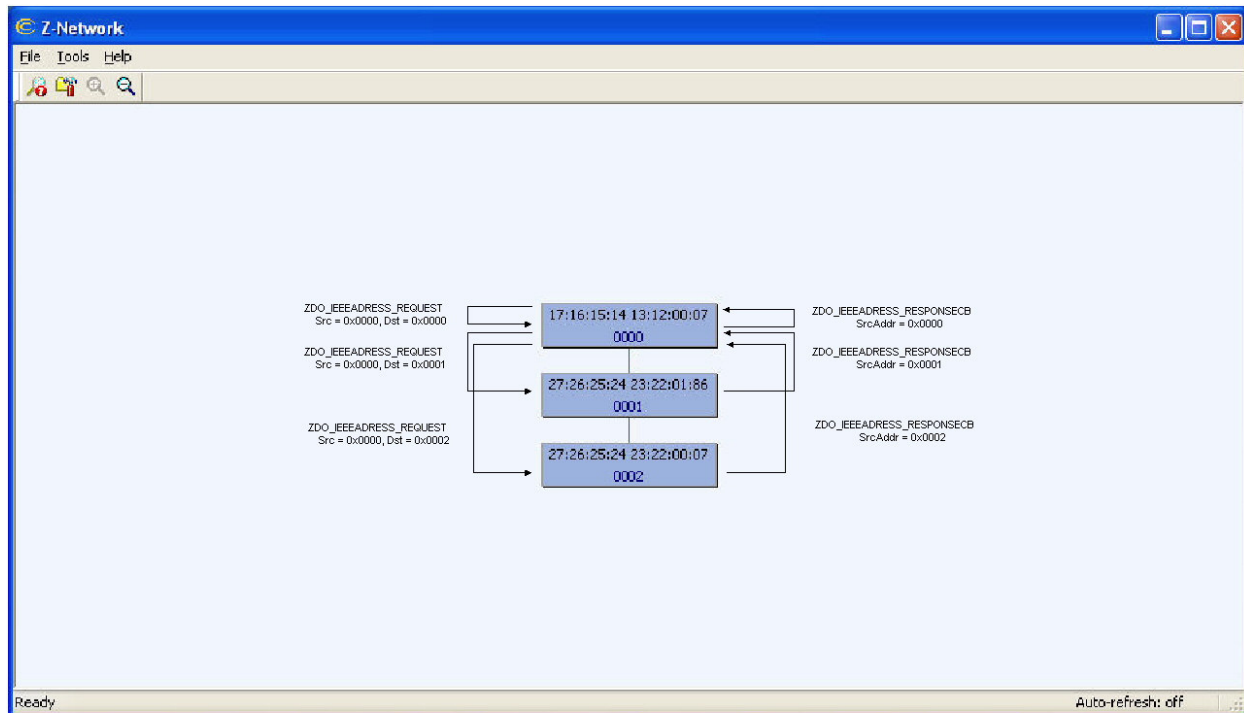 Z-Network
File Tools Help
ZDO_IEEEADRESS_REQUEST
Src = 0x0000, Dst = 0x0000
17:16:15:14 13:12:00:07
0000
ZDO_IEEEADRESS_RESPONSECB
SrcAddr = 0x0000
ZDO_IEEEADRESS_REQUEST
Src = 0x0000, Dst = 0x0001
27:26:25:24 23:22:01:86
0001
ZDO_IEEEADRESS_RESPONSECB
SrcAddr = 0x0001
ZDO_IEEEADRESS_REQUEST
Src = 0x0000, Dst = 0x0002
27:26:25:24 23:22:00:07
0002
ZDO_IEEEADRESS_RESPONSECB
SrcAddr = 0x0002
Ready
Auto-refresh: off